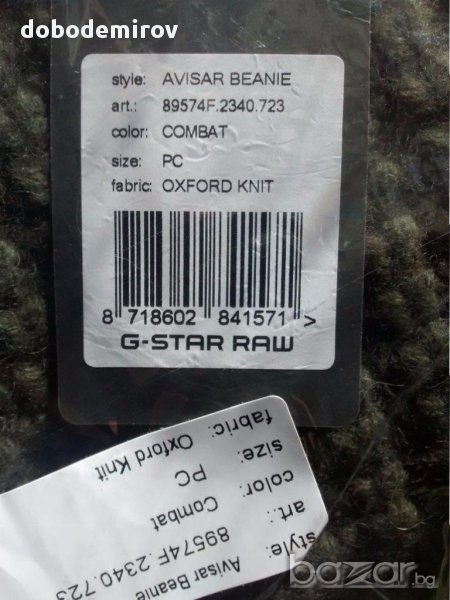 dobodemirov
style: AVISAR BEANIE
art.: 89574F.2340.723
color: COMBAT
size: PC
fabric: OXFORD KNIT
8 718602 841571 >
G-STAR RAW
style: Avisar Beanie
art.: 89574F.2340.723
color: Combat
size: PC
fabric: Oxford Knit
bazar.bg